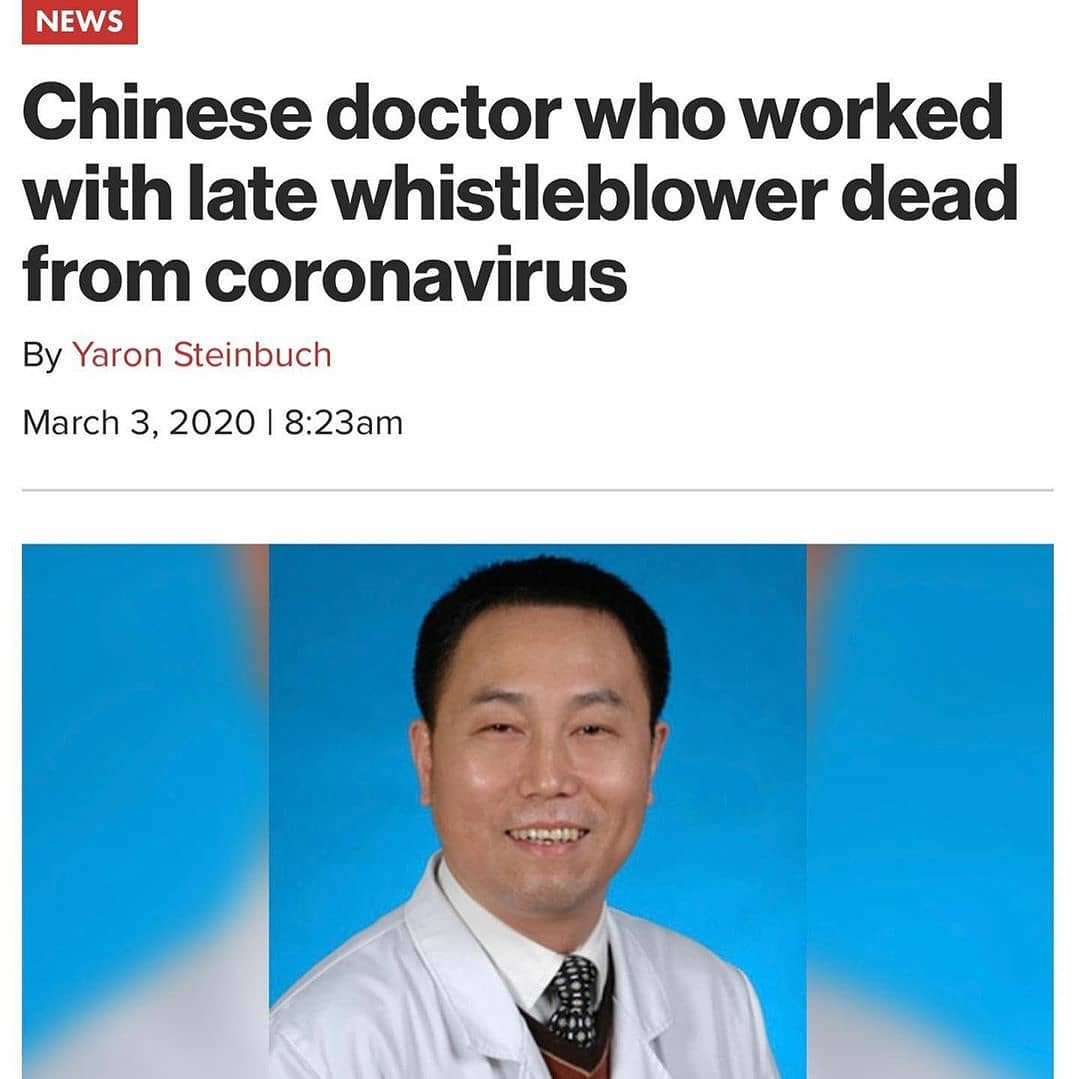 NEWS
Chinese doctor who worked
with late whistleblower dead
from coronavirus
By Yaron Steinbuch
March 3, 2020 | 8:23am